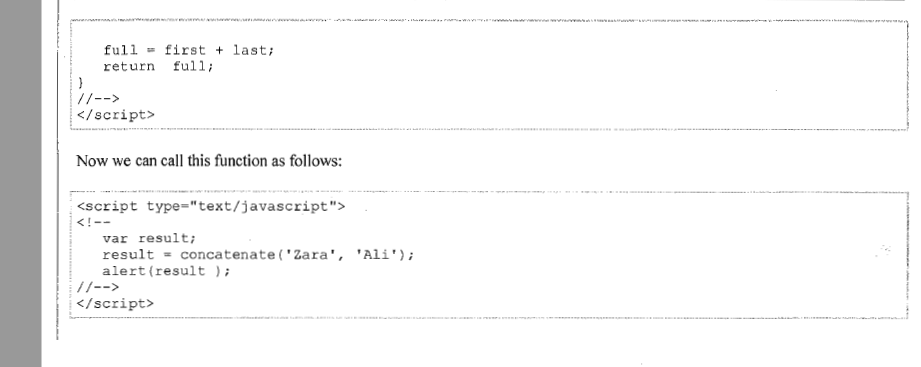 full = first + last;
return  full;
}
//-->
</script>
Now we can call this function as follows:
<script type="text/javascript">
<!--
var result;
result = concatenate('Zara', 'Ali');
alert(result );
//-->
</script>